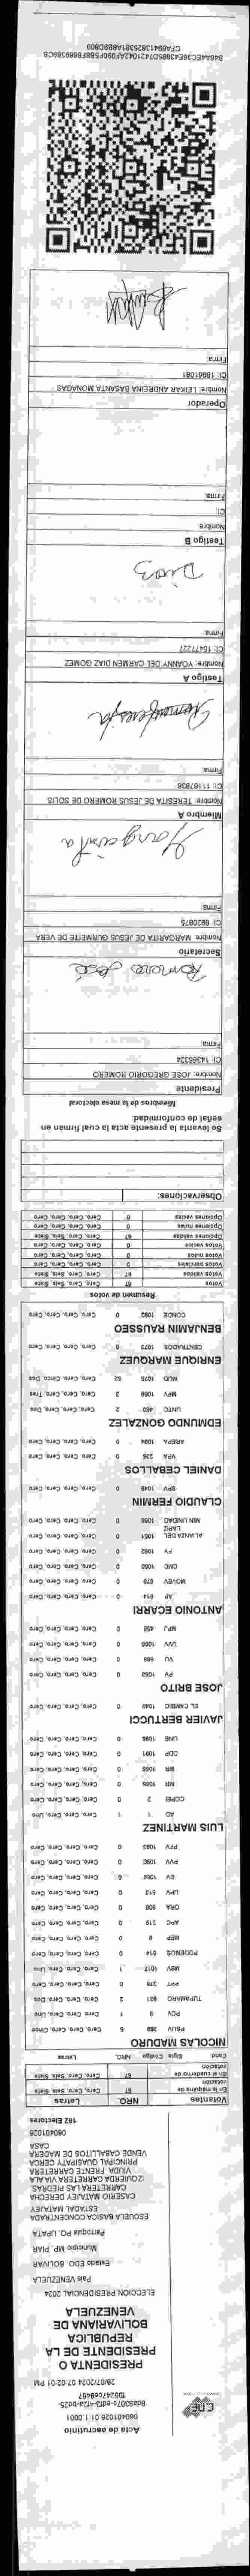 CNE
Acta de escrutinio
060401026.01.1.0001
8da9307c-edf3-4f2a-bd25-
f05247ce8467
28/07/2024 07:02:01 PM
PRESIDENTA O
PRESIDENTE DE LA
REPUBLICA
BOLIVARIANA DE
VENEZUELA
ELECCIÓN PRESIDENCIAL 2024
País VENEZUELA
Estado EDO. BOLIVAR
Municipio MP. PIAR
Parroquia PQ. UPATA
ESCUELA BASICA CONCENTRADA
ESTADAL MATAJEY
CASERIO MATAJEY DERECHA
CARRETERA LAS PIEDRAS.
IZQUIERDA CARRETERA VIA ALA
VIUDA. FRENTE CARRETERA
PRINCIPAL GUASIPATY CERCA
VENDE CABALLITOS DE MADERA
CASA
060401026
162 Electores
Votantes NRO. Letras
En la máquina de votación 67 Cero, Cero, Seis, Siete
En el cuaderno de votación 67 Cero, Cero, Seis, Siete
Cand. Sigla Código NRO. Letras
NICOLAS MADURO
PSUV 269 5 Cero, Cero, Cero, Cinco
PCV 9 1 Cero, Cero, Cero, Uno
TUPAMARO 931 2 Cero, Cero, Cero, Dos
PPT 276 0 Cero, Cero, Cero, Cero
MSV 1017 1 Cero, Cero, Cero, Uno
PODEMOS 514 0 Cero, Cero, Cero, Cero
MEP 6 0 Cero, Cero, Cero, Cero
APC 219 0 Cero, Cero, Cero, Cero
ORA 908 0 Cero, Cero, Cero, Cero
UPV 513 0 Cero, Cero, Cero, Cero
EV 1089 0 Cero, Cero, Cero, Cero
PVV 1090 0 Cero, Cero, Cero, Cero
PFV 1093 0 Cero, Cero, Cero, Cero
LUIS MARTINEZ
AD 1 1 Cero, Cero, Cero, Uno
COPEI 2 0 Cero, Cero, Cero, Cero
MR 1068 0 Cero, Cero, Cero, Cero
BR 1066 0 Cero, Cero, Cero, Cero
DDP 1091 0 Cero, Cero, Cero, Cero
UNE 1096 0 Cero, Cero, Cero, Cero
JAVIER BERTUCCI
EL CAMBIO 1048 0 Cero, Cero, Cero, Cero
JOSE BRITO
PV 1053 0 Cero, Cero, Cero, Cero
VU 668 0 Cero, Cero, Cero, Cero
UVV 1095 0 Cero, Cero, Cero, Cero
MPJ 458 0 Cero, Cero, Cero, Cero
ANTONIO ECARRI
AP 614 0 Cero, Cero, Cero, Cero
MOVEV 679 0 Cero, Cero, Cero, Cero
CMC 1050 0 Cero, Cero, Cero, Cero
FV 1082 0 Cero, Cero, Cero, Cero
ALIANZA DEL LAPIZ 1051 0 Cero, Cero, Cero, Cero
MIN UNIDAD 1056 0 Cero, Cero, Cero, Cero
CLAUDIO FERMIN
SPV 1049 0 Cero, Cero, Cero, Cero
DANIEL CEBALLOS
VPA 236 0 Cero, Cero, Cero, Cero
AREPA 1094 0 Cero, Cero, Cero, Cero
EDMUNDO GONZALEZ
UNTC 460 2 Cero, Cero, Cero, Dos
MPV 1069 3 Cero, Cero, Cero, Tres
MUD 1075 52 Cero, Cero, Cinco, Dos
ENRIQUE MARQUEZ
CENTRADOS 1073 0 Cero, Cero, Cero, Cero
BENJAMIN RAUSSEO
CONDE 1092 0 Cero, Cero, Cero, Cero
Resumen de votos
Votos 67 Cero, Cero, Seis, Siete
Votos validos 67 Cero, Cero, Seis, Siete
Votos parciales 0 Cero, Cero, Cero, Cero
Votos nulos 0 Cero, Cero, Cero, Cero
Votos vacios 0 Cero, Cero, Cero, Cero
Opciones validas 67 Cero, Cero, Seis, Siete
Opciones nulas 0 Cero, Cero, Cero, Cero
Opciones vacies 0 Cero, Cero, Cero, Cero
Observaciones:
Se levanta la presente acta la cual firman en
señal de conformidad.
Miembros de la mesa electoral
Presidente
Nombre: JOSE GREGORIO ROMERO
CI: 14366324
Firma:
Romero José
Secretario
Nombre: MARGARITA DE JESUS GURMEITE DE VERA
CI: 8920875
Firma:
Margarita
Miembro A
Nombre: TERESITA DE JESUS ROMERO DE SOLIS
CI: 11167836
Firma:
Testigo A
Nombre: YOANNY DEL CARMEN DIAZ GOMEZ
CI: 15477227
Firma:
Diaz
Testigo B
Nombre:
CI:
Firma:
Operador
Nombre: LEIKAR ANDREINA BASANTA MONAGAS
CI: 18961081
Firma:
B46A4EC36E43885D7421042AF090F5B8F8669389CB
CFA69413825381A8B9D800